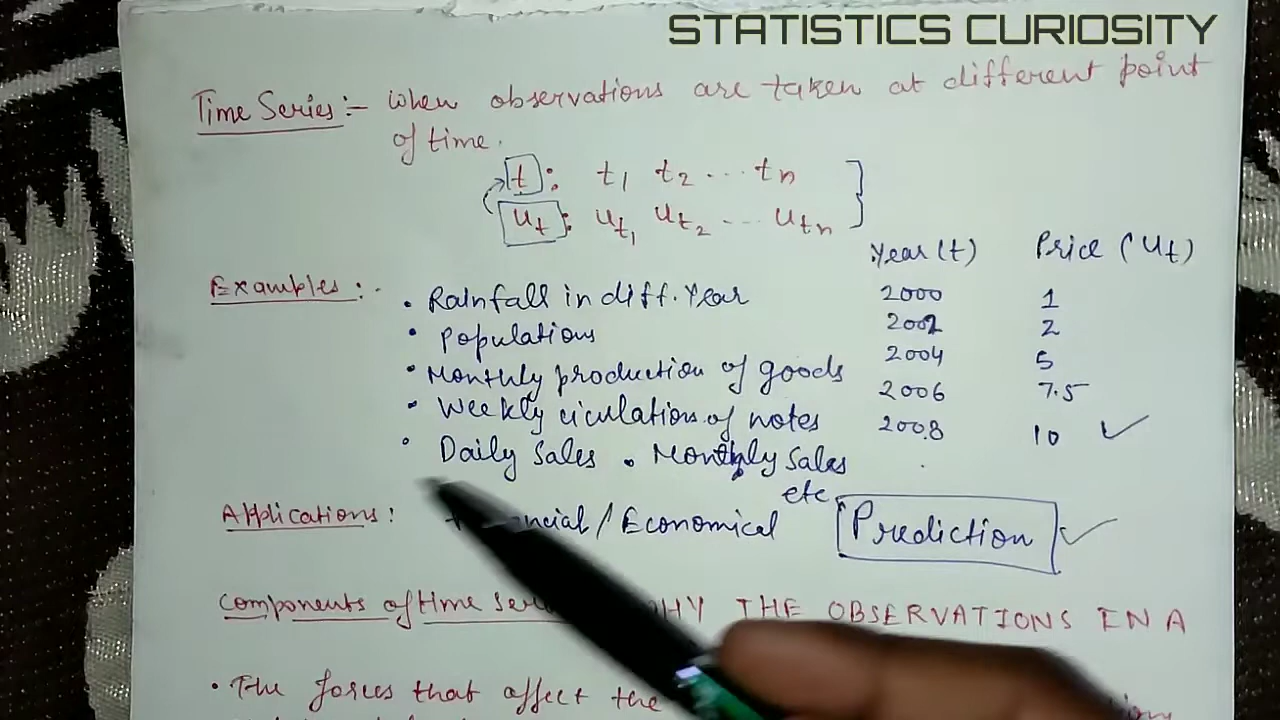 STATISTICS CURIOSITY
Time Series:- When observations are taken at different point
of time.
t : t1 t2 ... tn
ut : ut1 ut2 ... utn
Year (t) Price (ut)
2000 1
2002 2
2004 5
2006 7.5
2008 10
Examples:-
• Rainfall in diff. Year
• Populations
• Monthly production of goods
• Weekly ciculations of notes
• Daily Sales • Monthly Sales
etc
Applications: / Economical Prediction
Components of time THE OBSERVATIONS IN A
• The forces that affect the